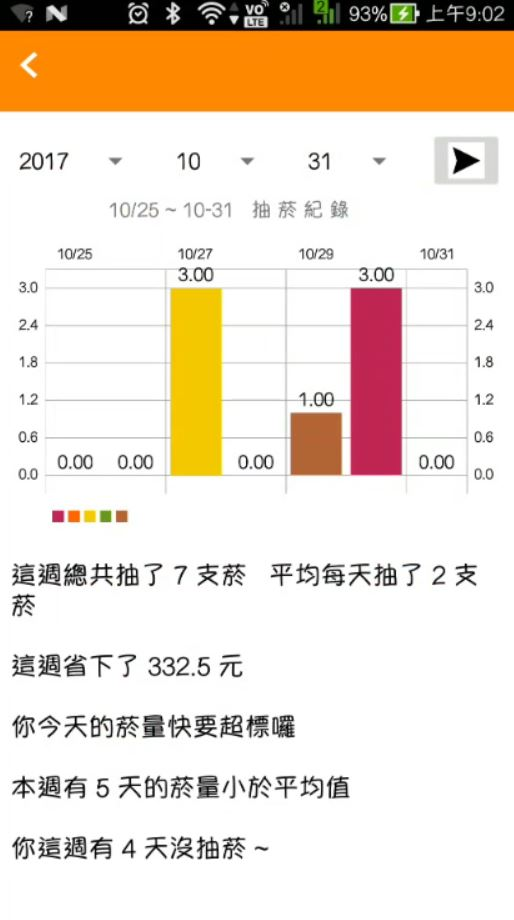 VO
LTE
2
93%
上午9:02
2017 10 31
10/25 ~ 10-31 抽菸紀錄
10/25 10/27 10/29 10/31
3.00 3.00
3.0 3.0
2.4 2.4
1.8 1.8
1.2 1.00 1.2
0.6 0.6
0.00 0.00 0.00 0.00
0.0 0.0
這週總共抽了 7 支菸 平均每天抽了 2 支
菸
這週省下了 332.5 元
你今天的菸量快要超標囉
本週有 5 天的菸量小於平均值
你這週有 4 天沒抽菸 ~